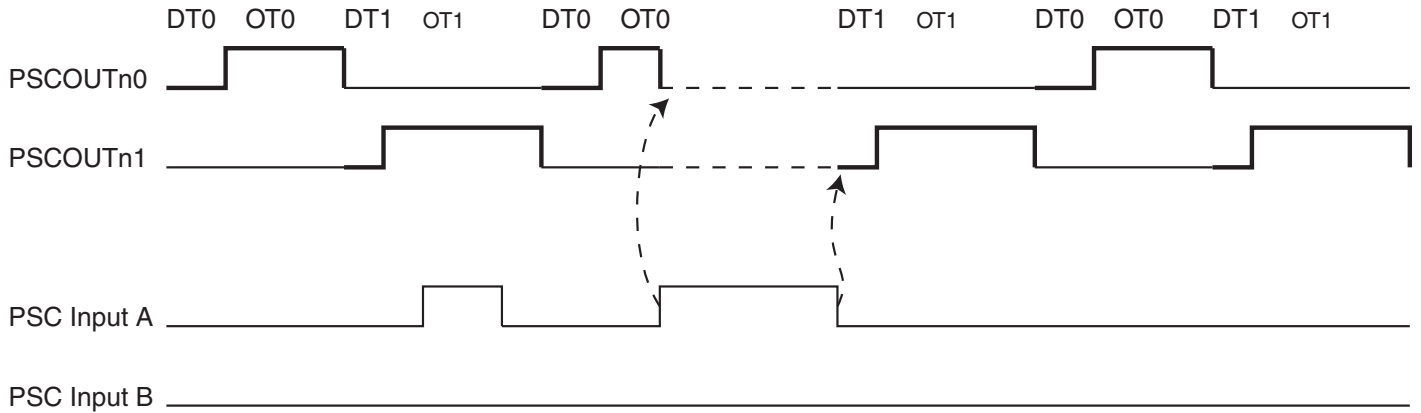 DT0 OT0 DT1 OT1 DT0 OT0 DT1 OT1 DT0 OT0 DT1 OT1
PSCOUTn0
PSCOUTn1
PSC Input A
PSC Input B